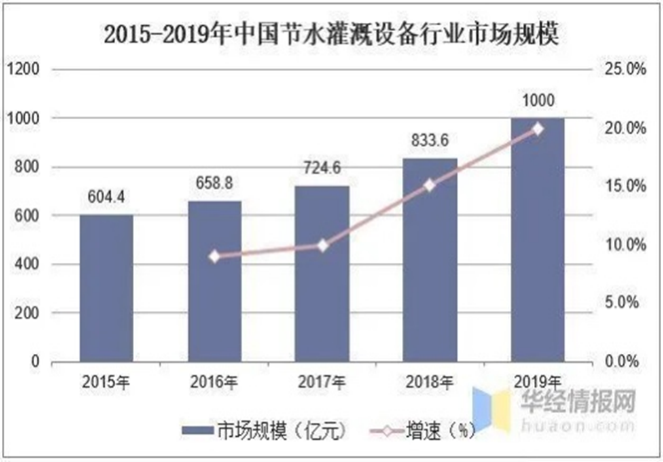 2015-2019年中国节水灌溉设备行业市场规模
1200
1000
800
600
400
200
0
25.0%
20.0%
15.0%
10.0%
5.0%
0.0%
604.4
658.8
724.6
833.6
1000
2015年
2016年
2017年
2018年
2019年
市场规模（亿元）
增速（%）
华经情报网
huaon.com